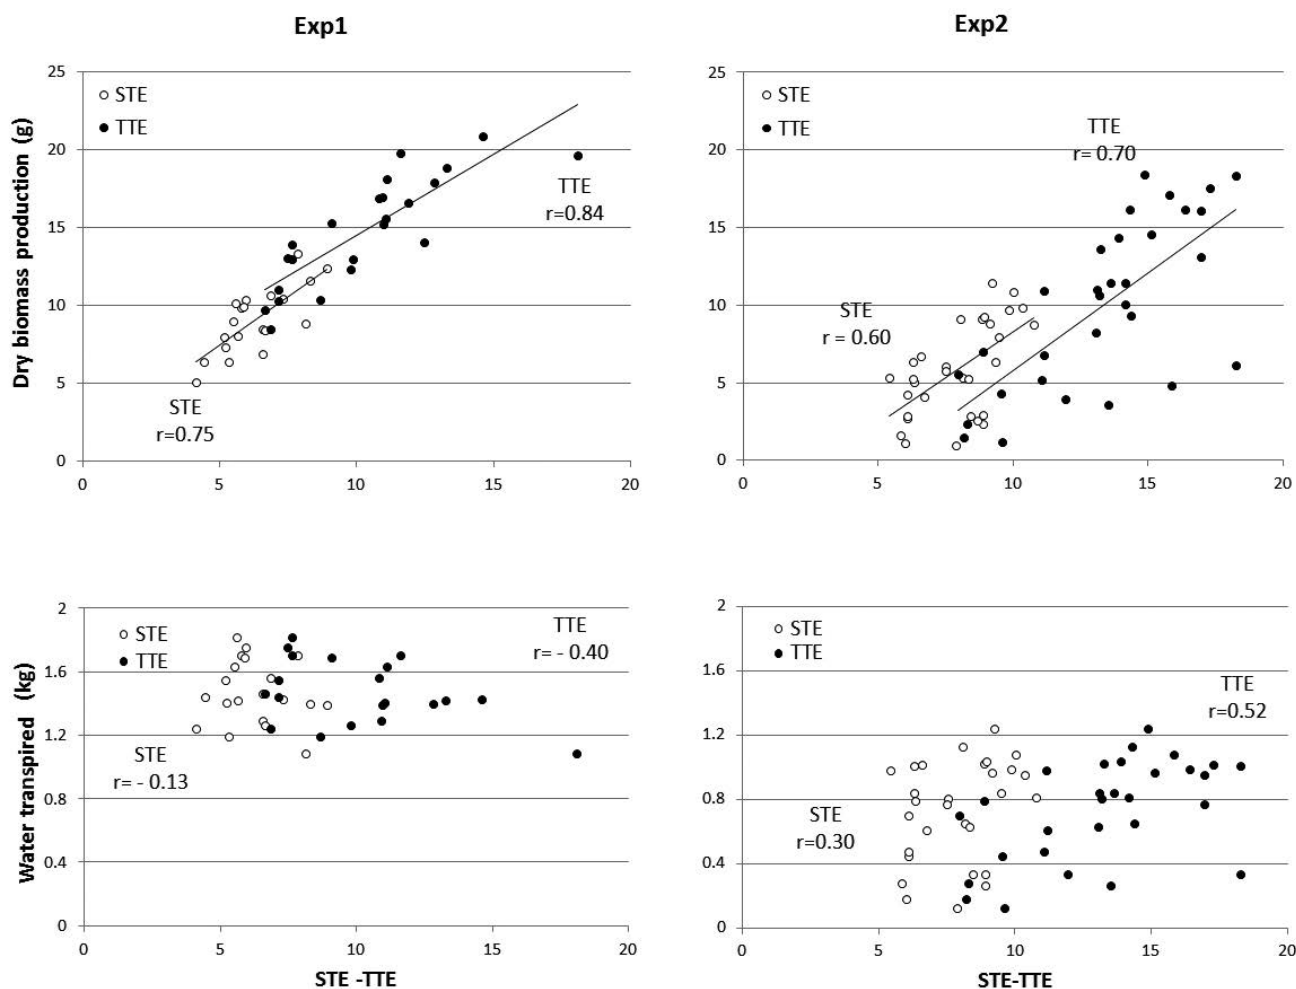 Exp1
Exp2
25
20
15
10
5
0
0
5
10
15
20
Dry biomass production (g)
STE
TTE
TTE
r=0.84
STE
r=0.75
25
20
15
10
5
0
0
5
10
15
20
STE
TTE
TTE
r= 0.70
STE
r = 0.60
2
1.6
1.2
0.8
0.4
0
0
5
10
15
20
Water transpired (kg)
STE
TTE
TTE
r= - 0.40
STE
r= - 0.13
STE -TTE
2
1.6
1.2
0.8
0.4
0
0
5
10
15
20
STE
TTE
TTE
r=0.52
STE
r=0.30
STE-TTE